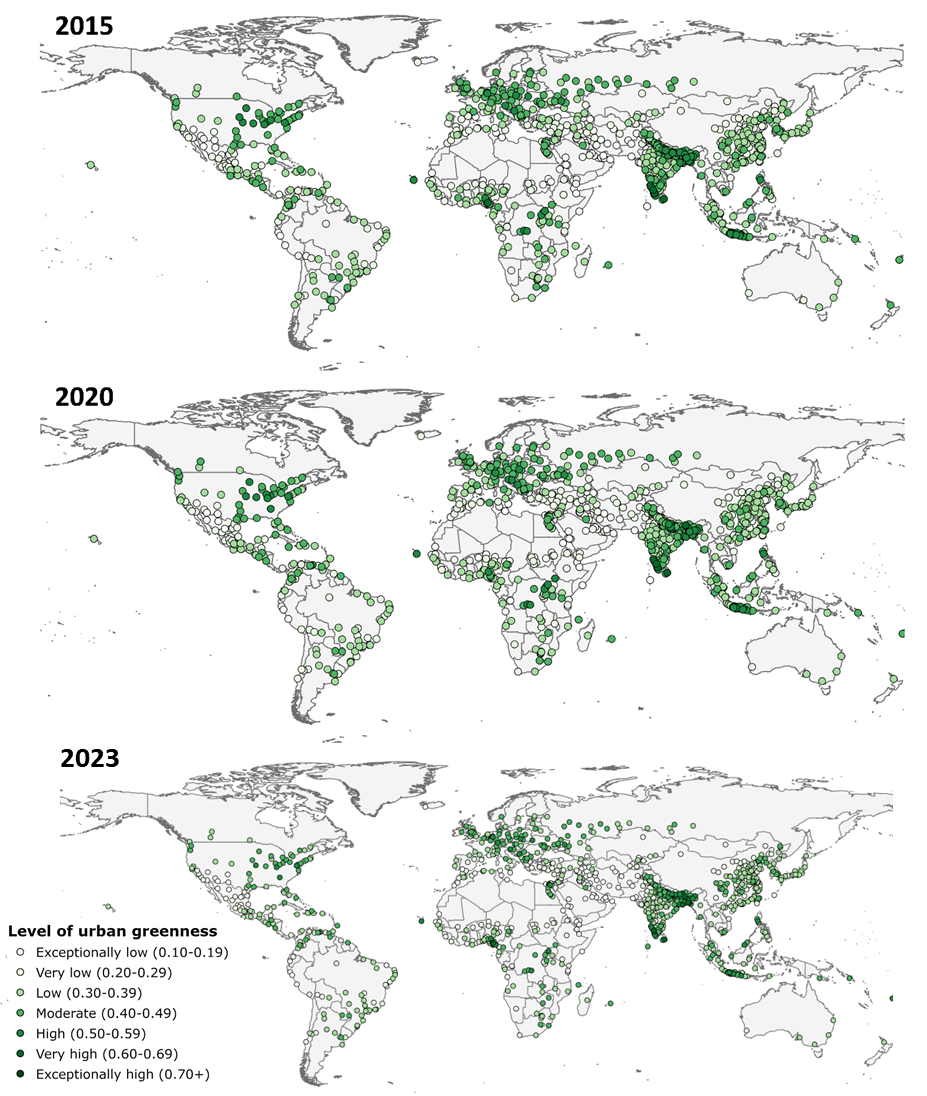 2015
2020
2023
Level of urban greenness
Exceptionally low (0.10-0.19)
Very low (0.20-0.29)
Low (0.30-0.39)
Moderate (0.40-0.49)
High (0.50-0.59)
Very high (0.60-0.69)
Exceptionally high (0.70+)